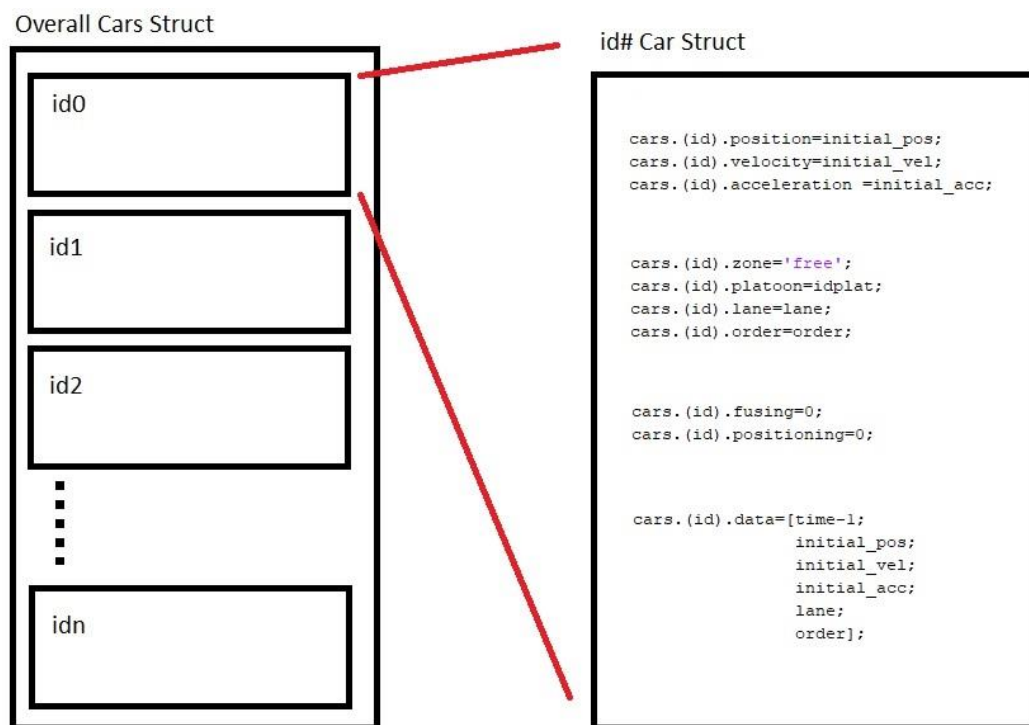 Overall Cars Struct
id0
id1
id2
idn
id# Car Struct
cars.(id).position=initial_pos;
cars.(id).velocity=initial_vel;
cars.(id).acceleration =initial_acc;
cars.(id).zone='free';
cars.(id).platoon=idplat;
cars.(id).lane=lane;
cars.(id).order=order;
cars.(id).fusing=0;
cars.(id).positioning=0;
cars.(id).data=[time-1;
initial_pos;
initial_vel;
initial_acc;
lane;
order];